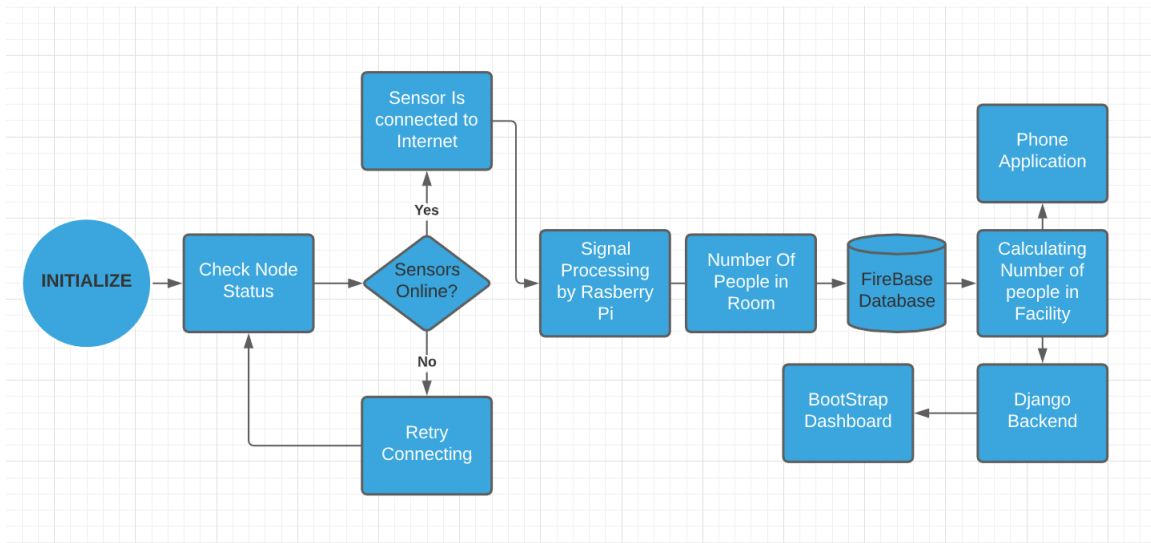 INITIALIZE
Check Node
Status
Sensors
Online?
Yes
Sensor Is
connected to
Internet
No
Retry
Connecting
Signal
Processing
by Rasberry
Pi
Number Of
People in
Room
FireBase
Database
Calculating
Number of
people in
Facility
Phone
Application
Django
Backend
BootStrap
Dashboard